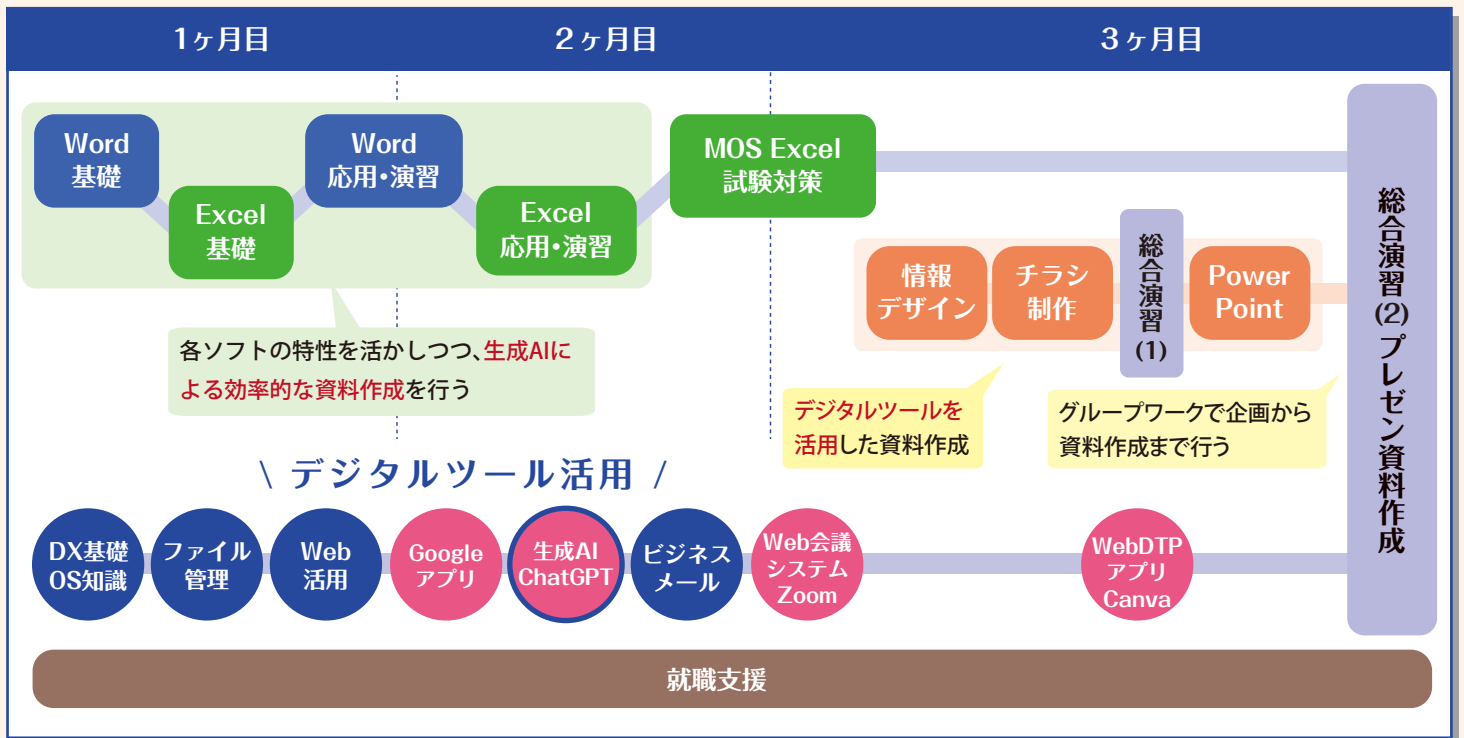 1ヶ月目
2ヶ月目
3ヶ月目
Word
基礎
Excel
基礎
Word
応用・演習
Excel
応用・演習
MOS Excel
試験対策
各ソフトの特性を活かしつつ、生成AIに
よる効率的な資料作成を行う
情報
デザイン
チラシ
制作
総合演習(1)
Power
Point
デジタルツールを
活用した資料作成
グループワークで企画から
資料作成まで行う
総合演習(2)プレゼン資料作成
\ デジタルツール活用 /
DX基礎
OS知識
ファイル
管理
Web
活用
Google
アプリ
生成AI
ChatGPT
ビジネス
メール
Web会議
システム
Zoom
WebDTP
アプリ
Canva
就職支援